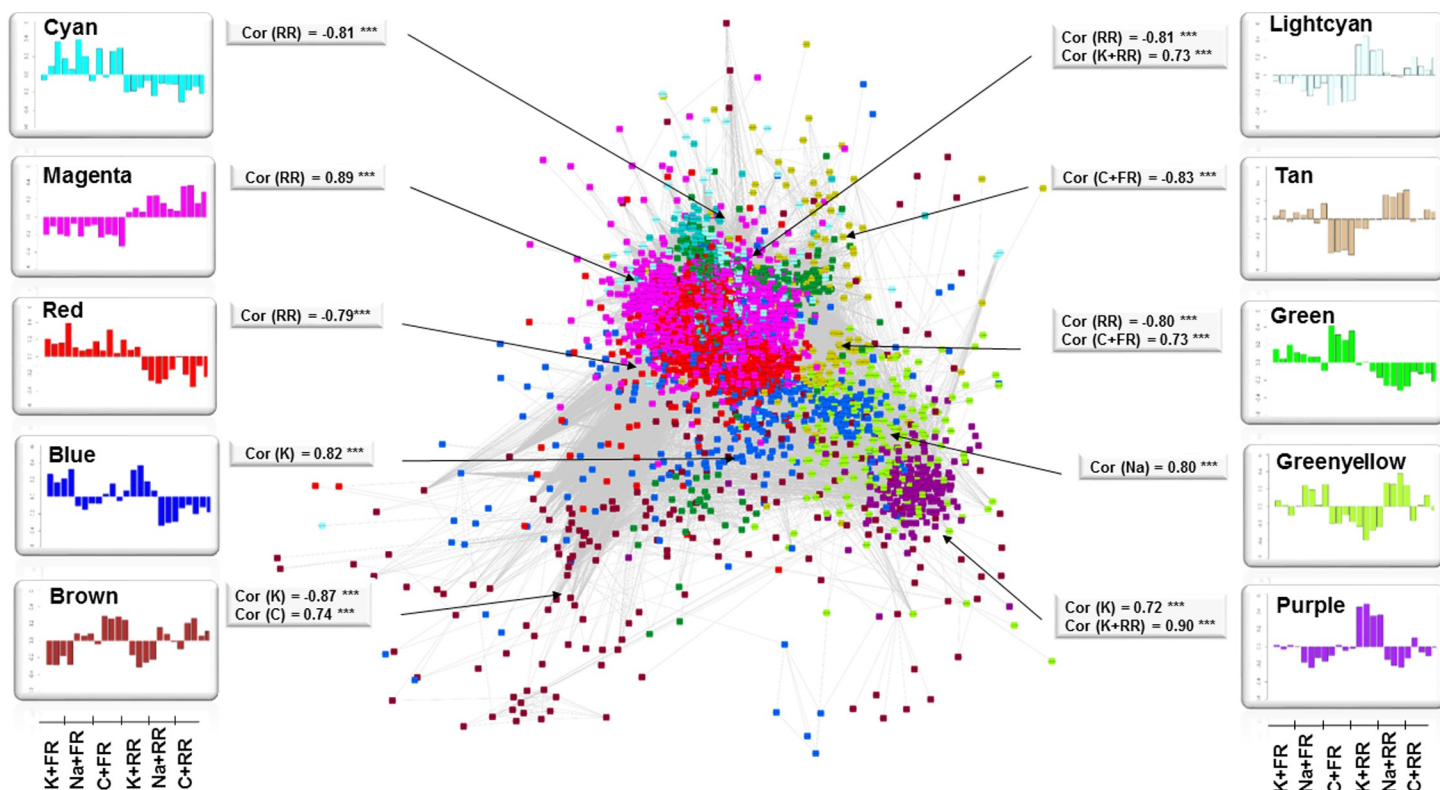 Cyan
Cor (RR) = -0.81 ***
Magenta
Cor (RR) = 0.89 ***
Red
Cor (RR) = -0.79***
Blue
Cor (K) = 0.82 ***
Brown
Cor (K) = -0.87 ***
Cor (C) = 0.74 ***
K+FR
Na+FR
C+FR
K+RR
Na+RR
C+RR
Cor (RR) = -0.81 ***
Cor (K+RR) = 0.73 ***
Lightcyan
Cor (C+FR) = -0.83 ***
Tan
Cor (RR) = -0.80 ***
Cor (C+FR) = 0.73 ***
Green
Cor (Na) = 0.80 ***
Greenyellow
Cor (K) = 0.72 ***
Cor (K+RR) = 0.90 ***
Purple
K+FR
Na+FR
C+FR
K+RR
Na+RR
C+RR